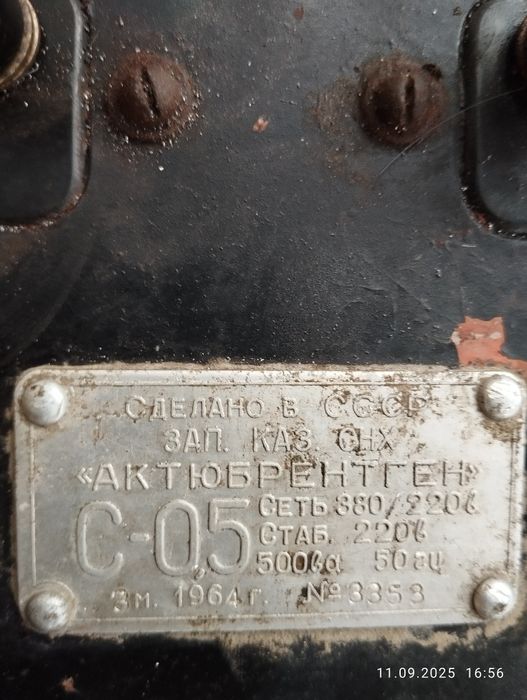 СДЕЛАНО В СССР
ЗАП. КАЗ СНХ
«АКТЮБРЕНТГЕН»
С-0,5
СЕТЬ 380/220в
СТАБ. 220в
500ва 50гц
3м. 1964г. №3353
11.09.2025 16:56